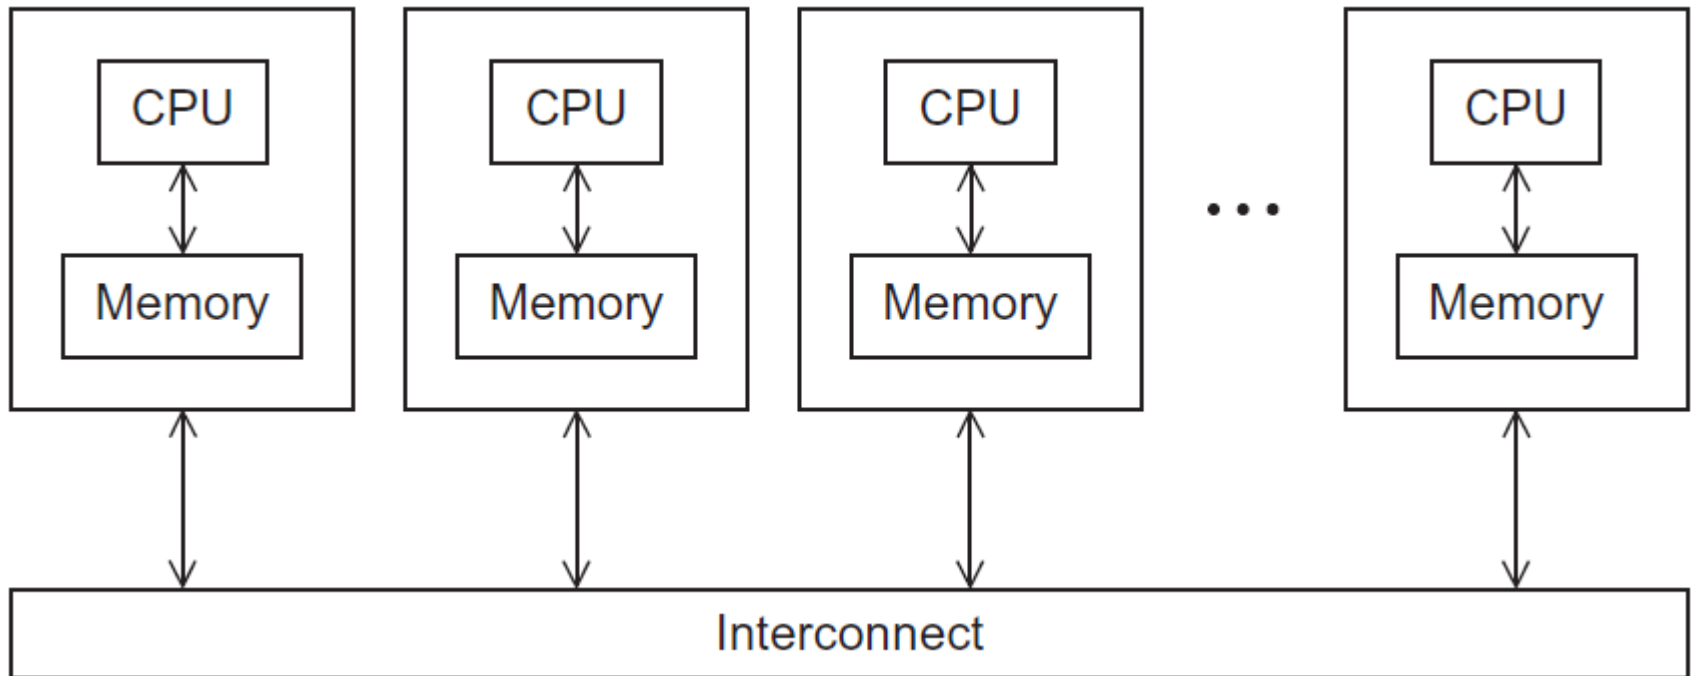 CPU
CPU
CPU
CPU
Memory
Memory
Memory
Memory
Interconnect